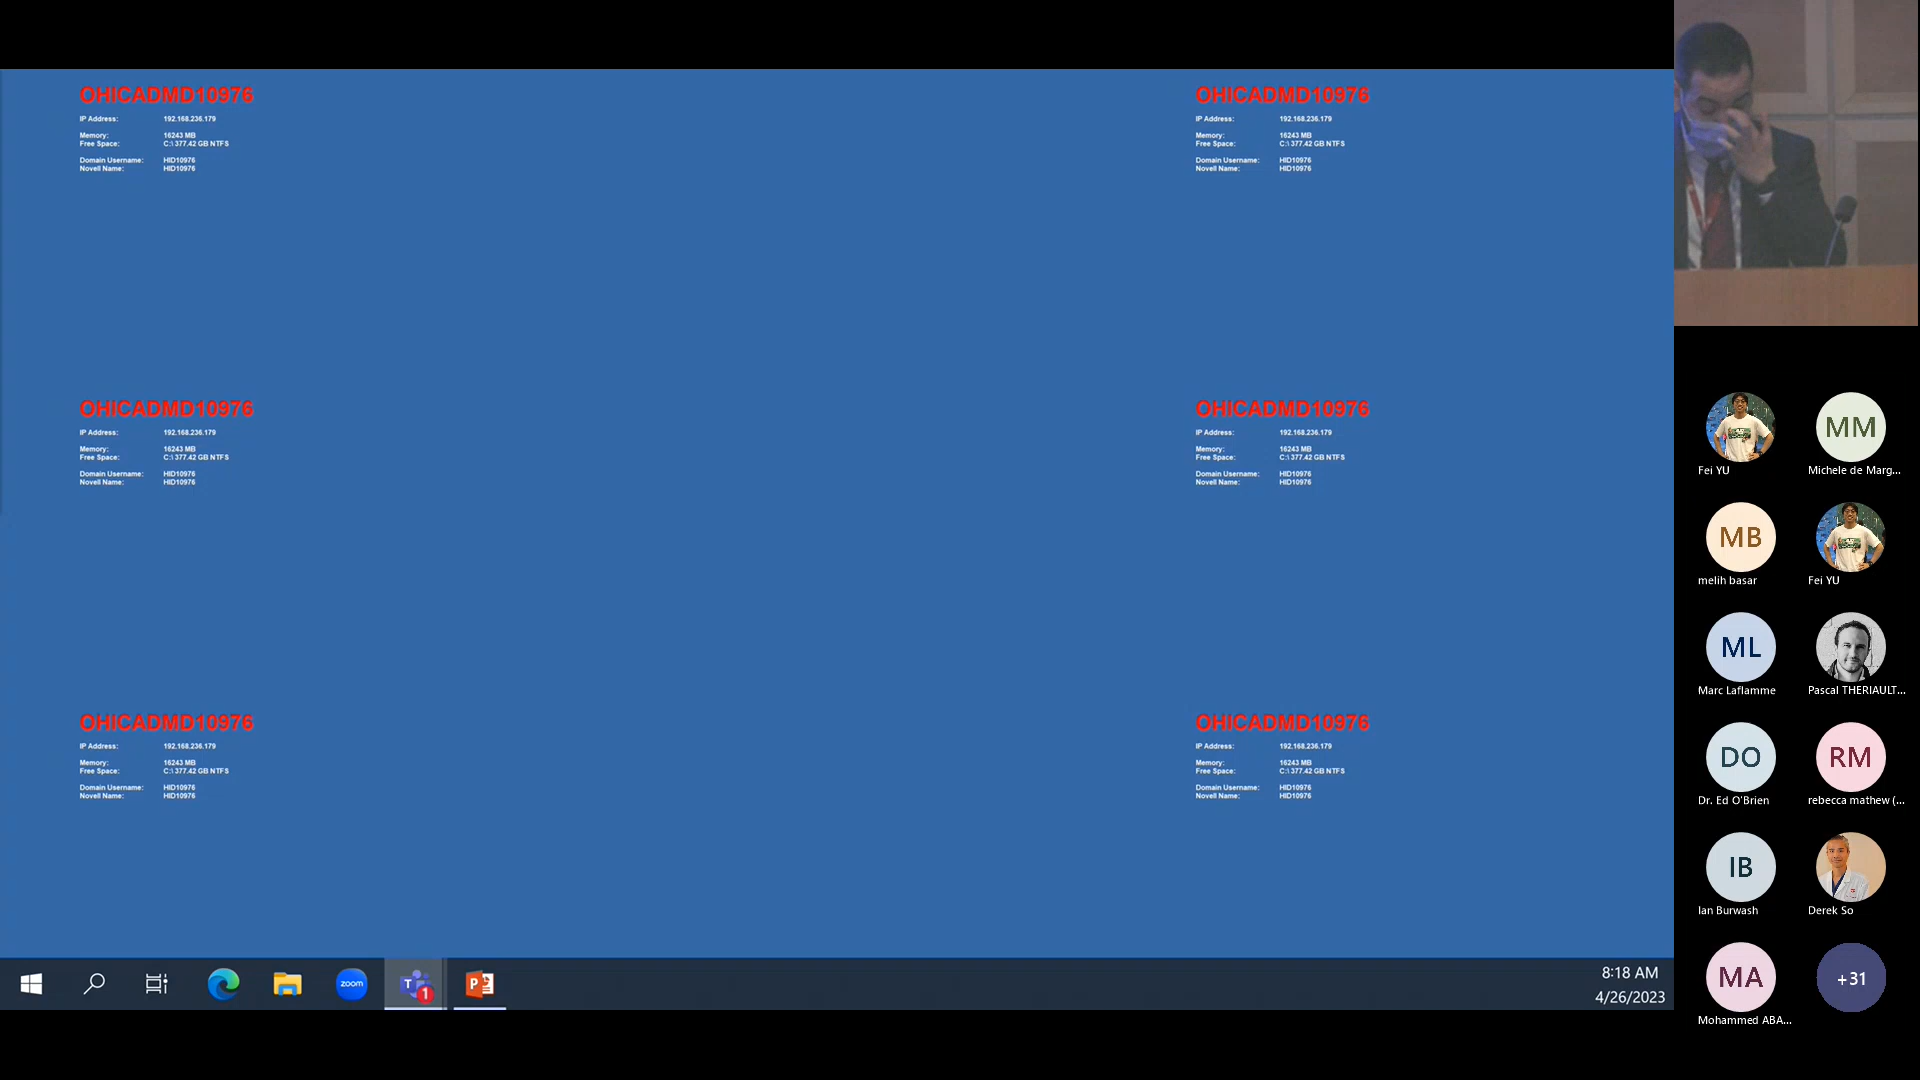 OHICADMD10976
IP Address: 192.168.236.179
Memory: 16243 MB
Free Space: C:\ 377.42 GB NTFS
Domain Username: HID10976
Novell Name: HID10976
OHICADMD10976
IP Address: 192.168.236.179
Memory: 16243 MB
Free Space: C:\ 377.42 GB NTFS
Domain Username: HID10976
Novell Name: HID10976
OHICADMD10976
IP Address: 192.168.236.179
Memory: 16243 MB
Free Space: C:\ 377.42 GB NTFS
Domain Username: HID10976
Novell Name: HID10976
OHICADMD10976
IP Address: 192.168.236.179
Memory: 16243 MB
Free Space: C:\ 377.42 GB NTFS
Domain Username: HID10976
Novell Name: HID10976
OHICADMD10976
IP Address: 192.168.236.179
Memory: 16243 MB
Free Space: C:\ 377.42 GB NTFS
Domain Username: HID10976
Novell Name: HID10976
OHICADMD10976
IP Address: 192.168.236.179
Memory: 16243 MB
Free Space: C:\ 377.42 GB NTFS
Domain Username: HID10976
Novell Name: HID10976
zoom
T 1
P
8:18 AM
4/26/2023
Fei YU
MM
Michele de Marg...
MB
melih basar
Fei YU
ML
Marc Laflamme
Pascal THERIAULT...
DO
Dr. Ed O'Brien
RM
rebecca mathew (...
IB
Ian Burwash
Derek So
MA
Mohammed ABA...
+31